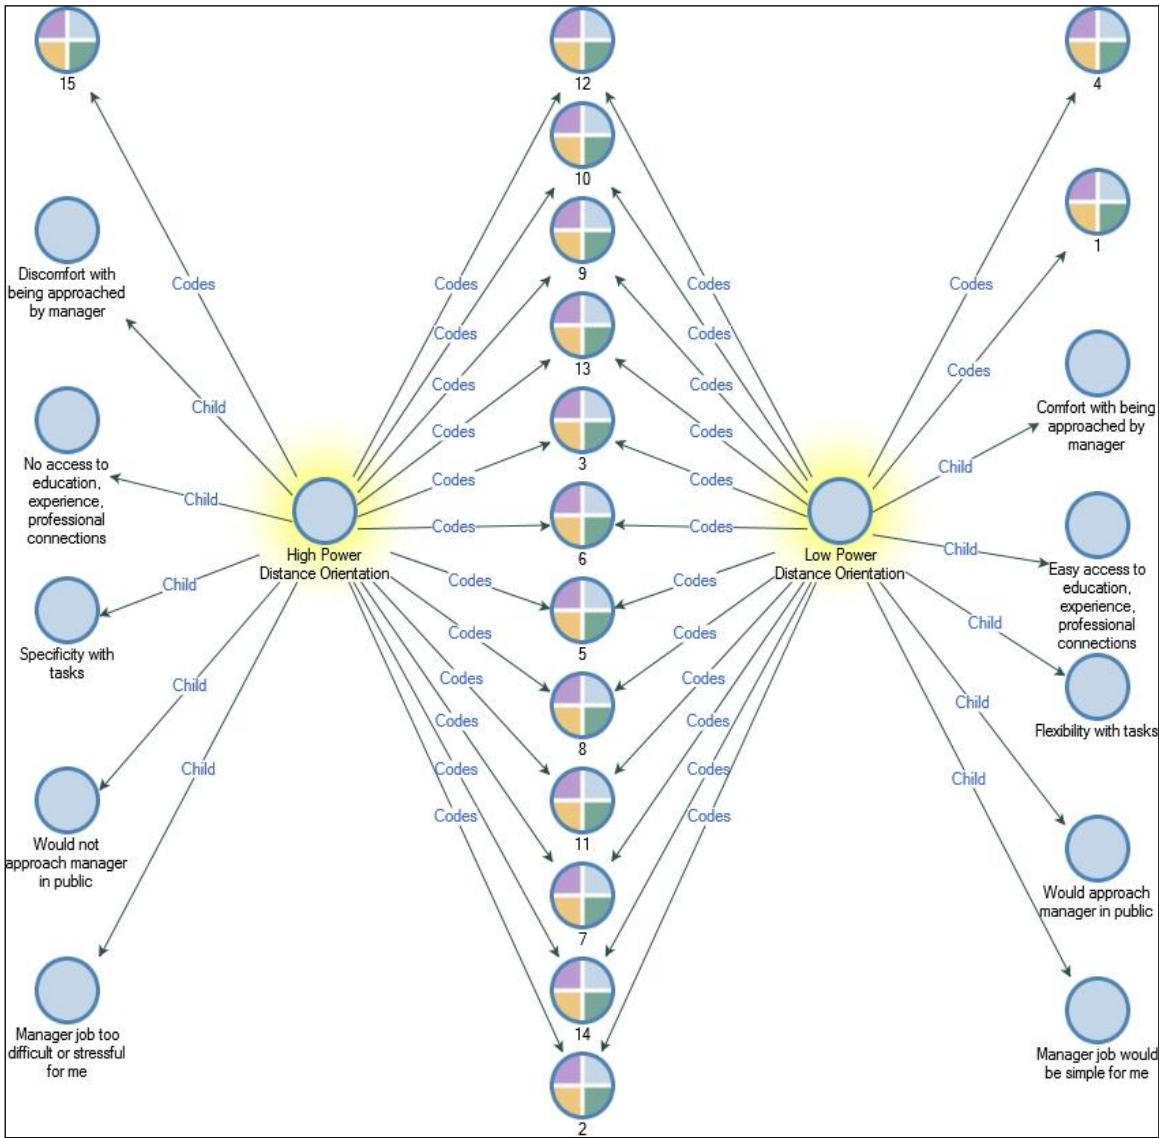 15
12
4
10
1
Codes
Codes
Codes
Codes
9
Discomfort with
being approached
by manager
Codes
Codes
13
Codes
Codes
Codes
Child
Comfort with being
approached by
manager
Codes
Codes
3
No access to
education,
experience,
professional
connections
Child
Codes
Codes
Child
Codes
Codes
6
High Power
Distance Orientation
Low Power
Distance Orientation
Child
Easy access to
education,
experience,
professional
connections
Child
Codes
Codes
5
Child
Specificity with
tasks
Codes
Codes
8
Child
Codes
Codes
Child
Flexibility with tasks
Codes
Codes
11
Child
Codes
Codes
Child
Would not
approach manager
in public
Codes
Codes
7
Would approach
manager in public
14
Manager job too
difficult or stressful
for me
Manager job would
be simple for me
2